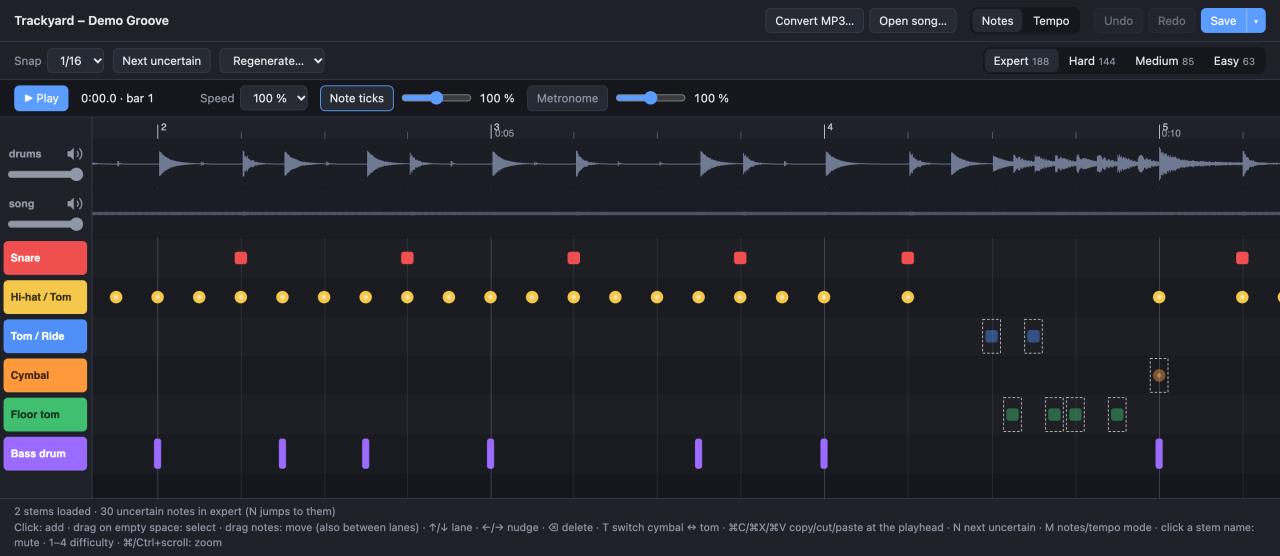 Trackyard – Demo Groove
Convert MP3... Open song... Notes Tempo Undo Redo Save
Snap 1/16 Next uncertain Regenerate... Expert 188 Hard 144 Medium 85 Easy 63
Play 0:00.0 · bar 1 Speed 100 % Note ticks 100 % Metronome 100 %
2 3 4 5
0:05 0:10
drums
song
Snare
Hi-hat / Tom
Tom / Ride
Cymbal
Floor tom
Bass drum
2 stems loaded · 30 uncertain notes in expert (N jumps to them)
Click: add · drag on empty space: select · drag notes: move (also between lanes) · ↑/↓ lane · ←/→ nudge · ⌫ delete · T switch cymbal ⇔ tom · ⌘C/⌘X/⌘V copy/cut/paste at the playhead · N next uncertain · M notes/tempo mode · click a stem name:
mute · 1–4 difficulty · ⌘/Ctrl+scroll: zoom